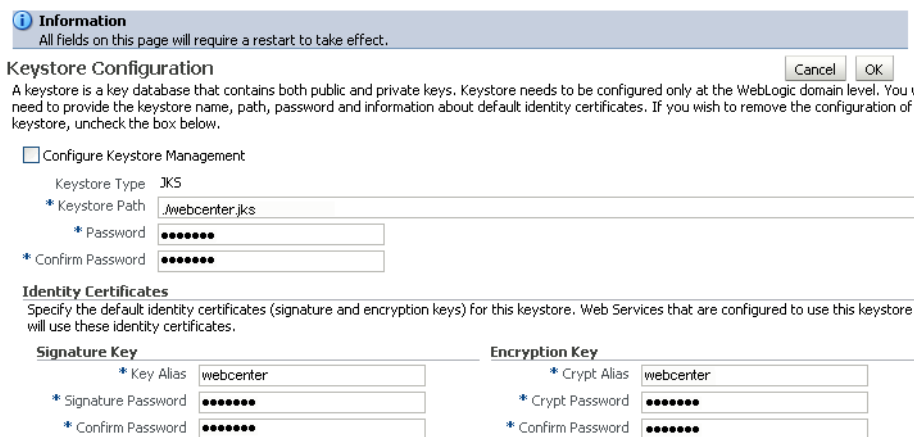 Information
All fields on this page will require a restart to take effect.
Keystore Configuration
Cancel OK
A keystore is a key database that contains both public and private keys. Keystore needs to be configured only at the WebLogic domain level. You
need to provide the keystore name, path, password and information about default identity certificates. If you wish to remove the configuration of
keystore, uncheck the box below.
Configure Keystore Management
Keystore Type JKS
* Keystore Path ./webcenter.jks
* Password •••••••
* Confirm Password •••••••
Identity Certificates
Specify the default identity certificates (signature and encryption keys) for this keystore. Web Services that are configured to use this keystore
will use these identity certificates.
Signature Key Encryption Key
* Key Alias webcenter * Crypt Alias webcenter
* Signature Password ••••••• * Crypt Password •••••••
* Confirm Password ••••••• * Confirm Password •••••••